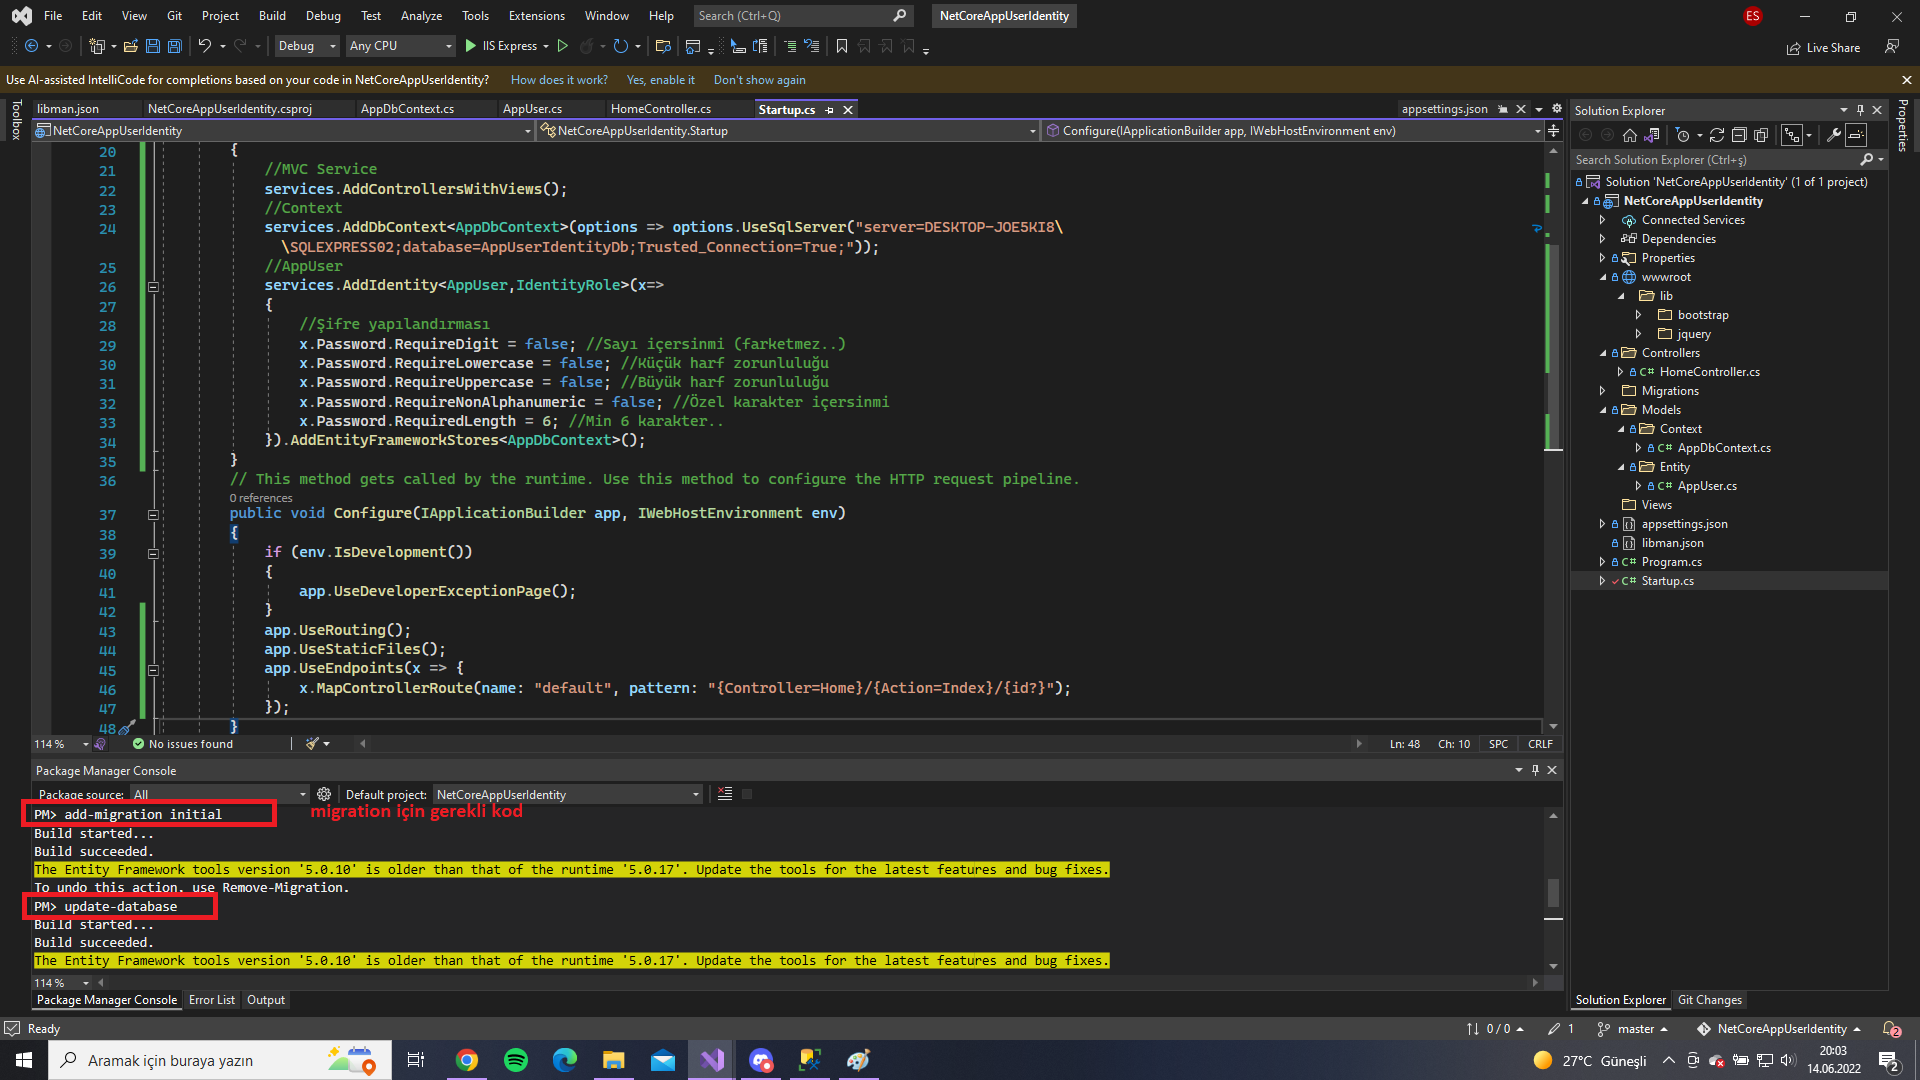 File Edit View Git Project Build Debug Test Analyze Tools Extensions Window Help Search (Ctrl+Q) NetCoreAppUserIdentity ES
Debug Any CPU IIS Express Live Share
Use AI-assisted IntelliCode for completions based on your code in NetCoreAppUserIdentity? How does it work? Yes, enable it Don't show again
Toolbox
libman.json NetCoreAppUserIdentity.csproj AppDbContext.cs AppUser.cs HomeController.cs Startup.cs appsettings.json
NetCoreAppUserIdentity NetCoreAppUserIdentity.Startup Configure(IApplicationBuilder app, IWebHostEnvironment env)
20 {
21 //MVC Service
22 services.AddControllersWithViews();
23 //Context
24 services.AddDbContext<AppDbContext>(options => options.UseSqlServer("server=DESKTOP-JOE5KI8\
\SQLEXPRESS02;database=AppUserIdentityDb;Trusted_Connection=True;"));
25 //AppUser
26 services.AddIdentity<AppUser,IdentityRole>(x=>
27 {
28 //Şifre yapılandırması
29 x.Password.RequireDigit = false; //Sayı içersinmi (farketmez..)
30 x.Password.RequireLowercase = false; //Küçük harf zorunluluğu
31 x.Password.RequireUppercase = false; //Büyük harf zorunluluğu
32 x.Password.RequireNonAlphanumeric = false; //Özel karakter içersinmi
33 x.Password.RequiredLength = 6; //Min 6 karakter..
34 }).AddEntityFrameworkStores<AppDbContext>();
35 }
36 // This method gets called by the runtime. Use this method to configure the HTTP request pipeline.
0 references
37 public void Configure(IApplicationBuilder app, IWebHostEnvironment env)
38 {
39 if (env.IsDevelopment())
40 {
41 app.UseDeveloperExceptionPage();
42 }
43 app.UseRouting();
44 app.UseStaticFiles();
45 app.UseEndpoints(x => {
46 x.MapControllerRoute(name: "default", pattern: "{Controller=Home}/{Action=Index}/{id?}");
47 });
48 }
114 % No issues found Ln: 48 Ch: 10 SPC CRLF
Package Manager Console
Package source: All Default project: NetCoreAppUserIdentity
PM> add-migration initial
migration için gerekli kod
Build started...
Build succeeded.
The Entity Framework tools version '5.0.10' is older than that of the runtime '5.0.17'. Update the tools for the latest features and bug fixes.
To undo this action, use Remove-Migration.
PM> update-database
Build started...
Build succeeded.
The Entity Framework tools version '5.0.10' is older than that of the runtime '5.0.17'. Update the tools for the latest features and bug fixes.
114 %
Package Manager Console Error List Output
Solution Explorer
Search Solution Explorer (Ctrl+ş)
Solution 'NetCoreAppUserIdentity' (1 of 1 project)
NetCoreAppUserIdentity
Connected Services
Dependencies
Properties
wwwroot
lib
bootstrap
jquery
Controllers
C# HomeController.cs
Migrations
Models
Context
C# AppDbContext.cs
Entity
C# AppUser.cs
Views
appsettings.json
libman.json
C# Program.cs
C# Startup.cs
Solution Explorer Git Changes
Properties
Ready 0 / 0 1 master NetCoreAppUserIdentity 2
Aramak için buraya yazın 27°C Güneşli 20:03
14.06.2022 2